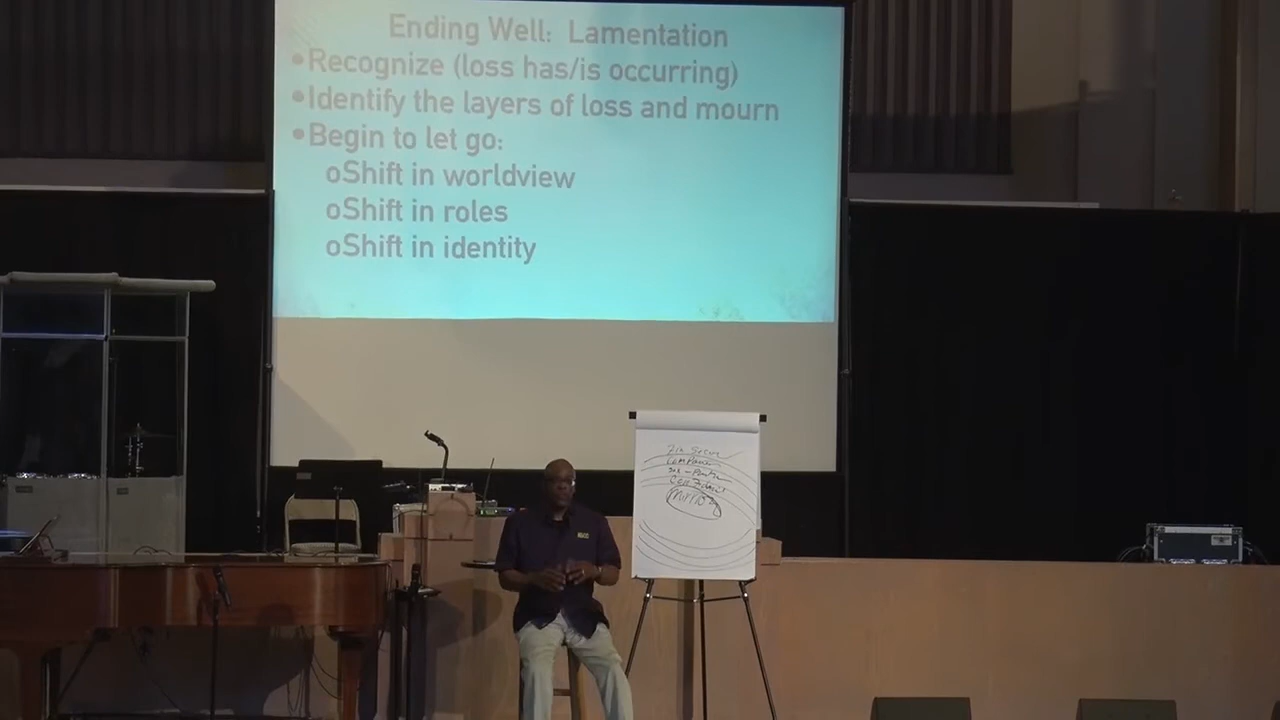 Ending Well: Lamentation
•Recognize (loss has/is occurring)
•Identify the layers of loss and mourn
•Begin to let go:
oShift in worldview
oShift in roles
oShift in identity